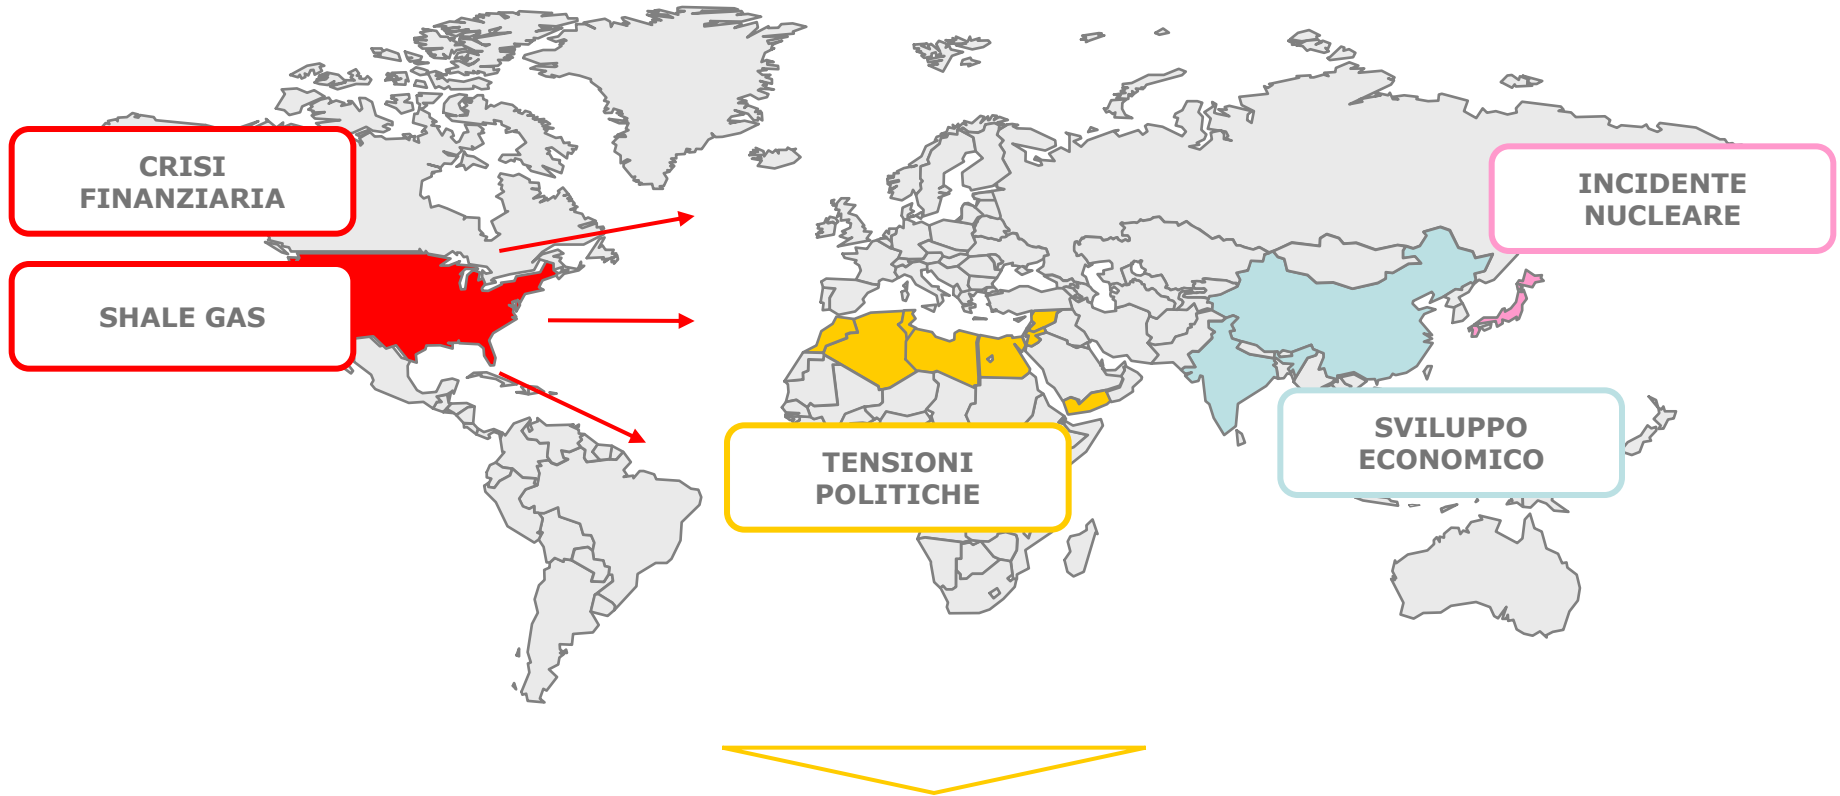 CRISI
FINANZIARIA
SHALE GAS
INCIDENTE
NUCLEARE
TENSIONI
POLITICHE
SVILUPPO
ECONOMICO